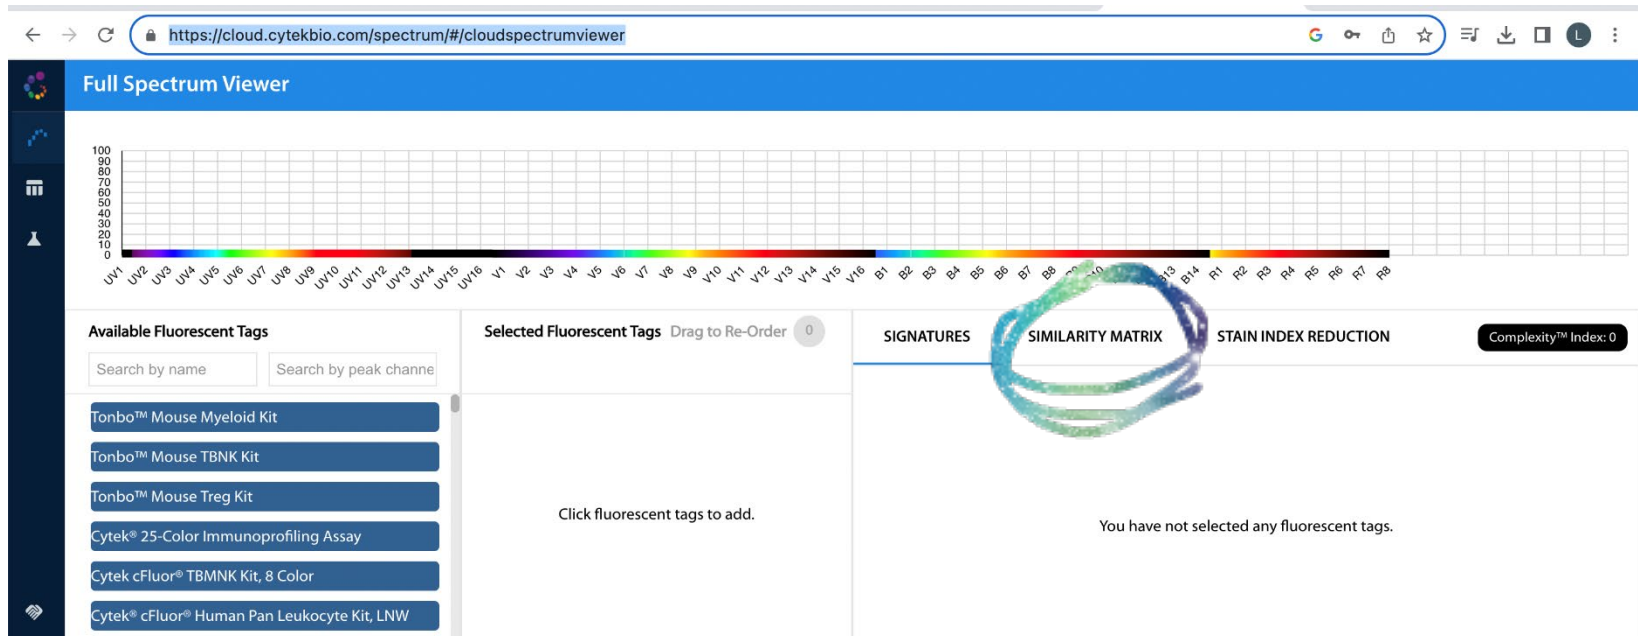 https://cloud.cytekbio.com/spectrum/#/cloudspectrumviewer
G
L
Full Spectrum Viewer
100
90
80
70
60
50
40
30
20
10
0
UV1 UV2 UV3 UV4 UV5 UV6 UV7 UV8 UV9 UV10 UV11 UV12 UV13 UV14 UV15 UV16 V1 V2 V3 V4 V5 V6 V7 V8 V9 V10 V11 V12 V13 V14 V15 V16 B1 B2 B3 B4 B5 B6 B7 B8 B13 B14 R1 R2 R3 R4 R5 R6 R7 R8
Available Fluorescent Tags
Search by name
Search by peak channe
Tonbo™ Mouse Myeloid Kit
Tonbo™ Mouse TBNK Kit
Tonbo™ Mouse Treg Kit
Cytek® 25-Color Immunoprofiling Assay
Cytek cFluor® TBMNK Kit, 8 Color
Cytek® cFluor® Human Pan Leukocyte Kit, LNW
Selected Fluorescent Tags Drag to Re-Order 0
Click fluorescent tags to add.
SIGNATURES
SIMILARITY MATRIX
STAIN INDEX REDUCTION
Complexity™ Index: 0
You have not selected any fluorescent tags.